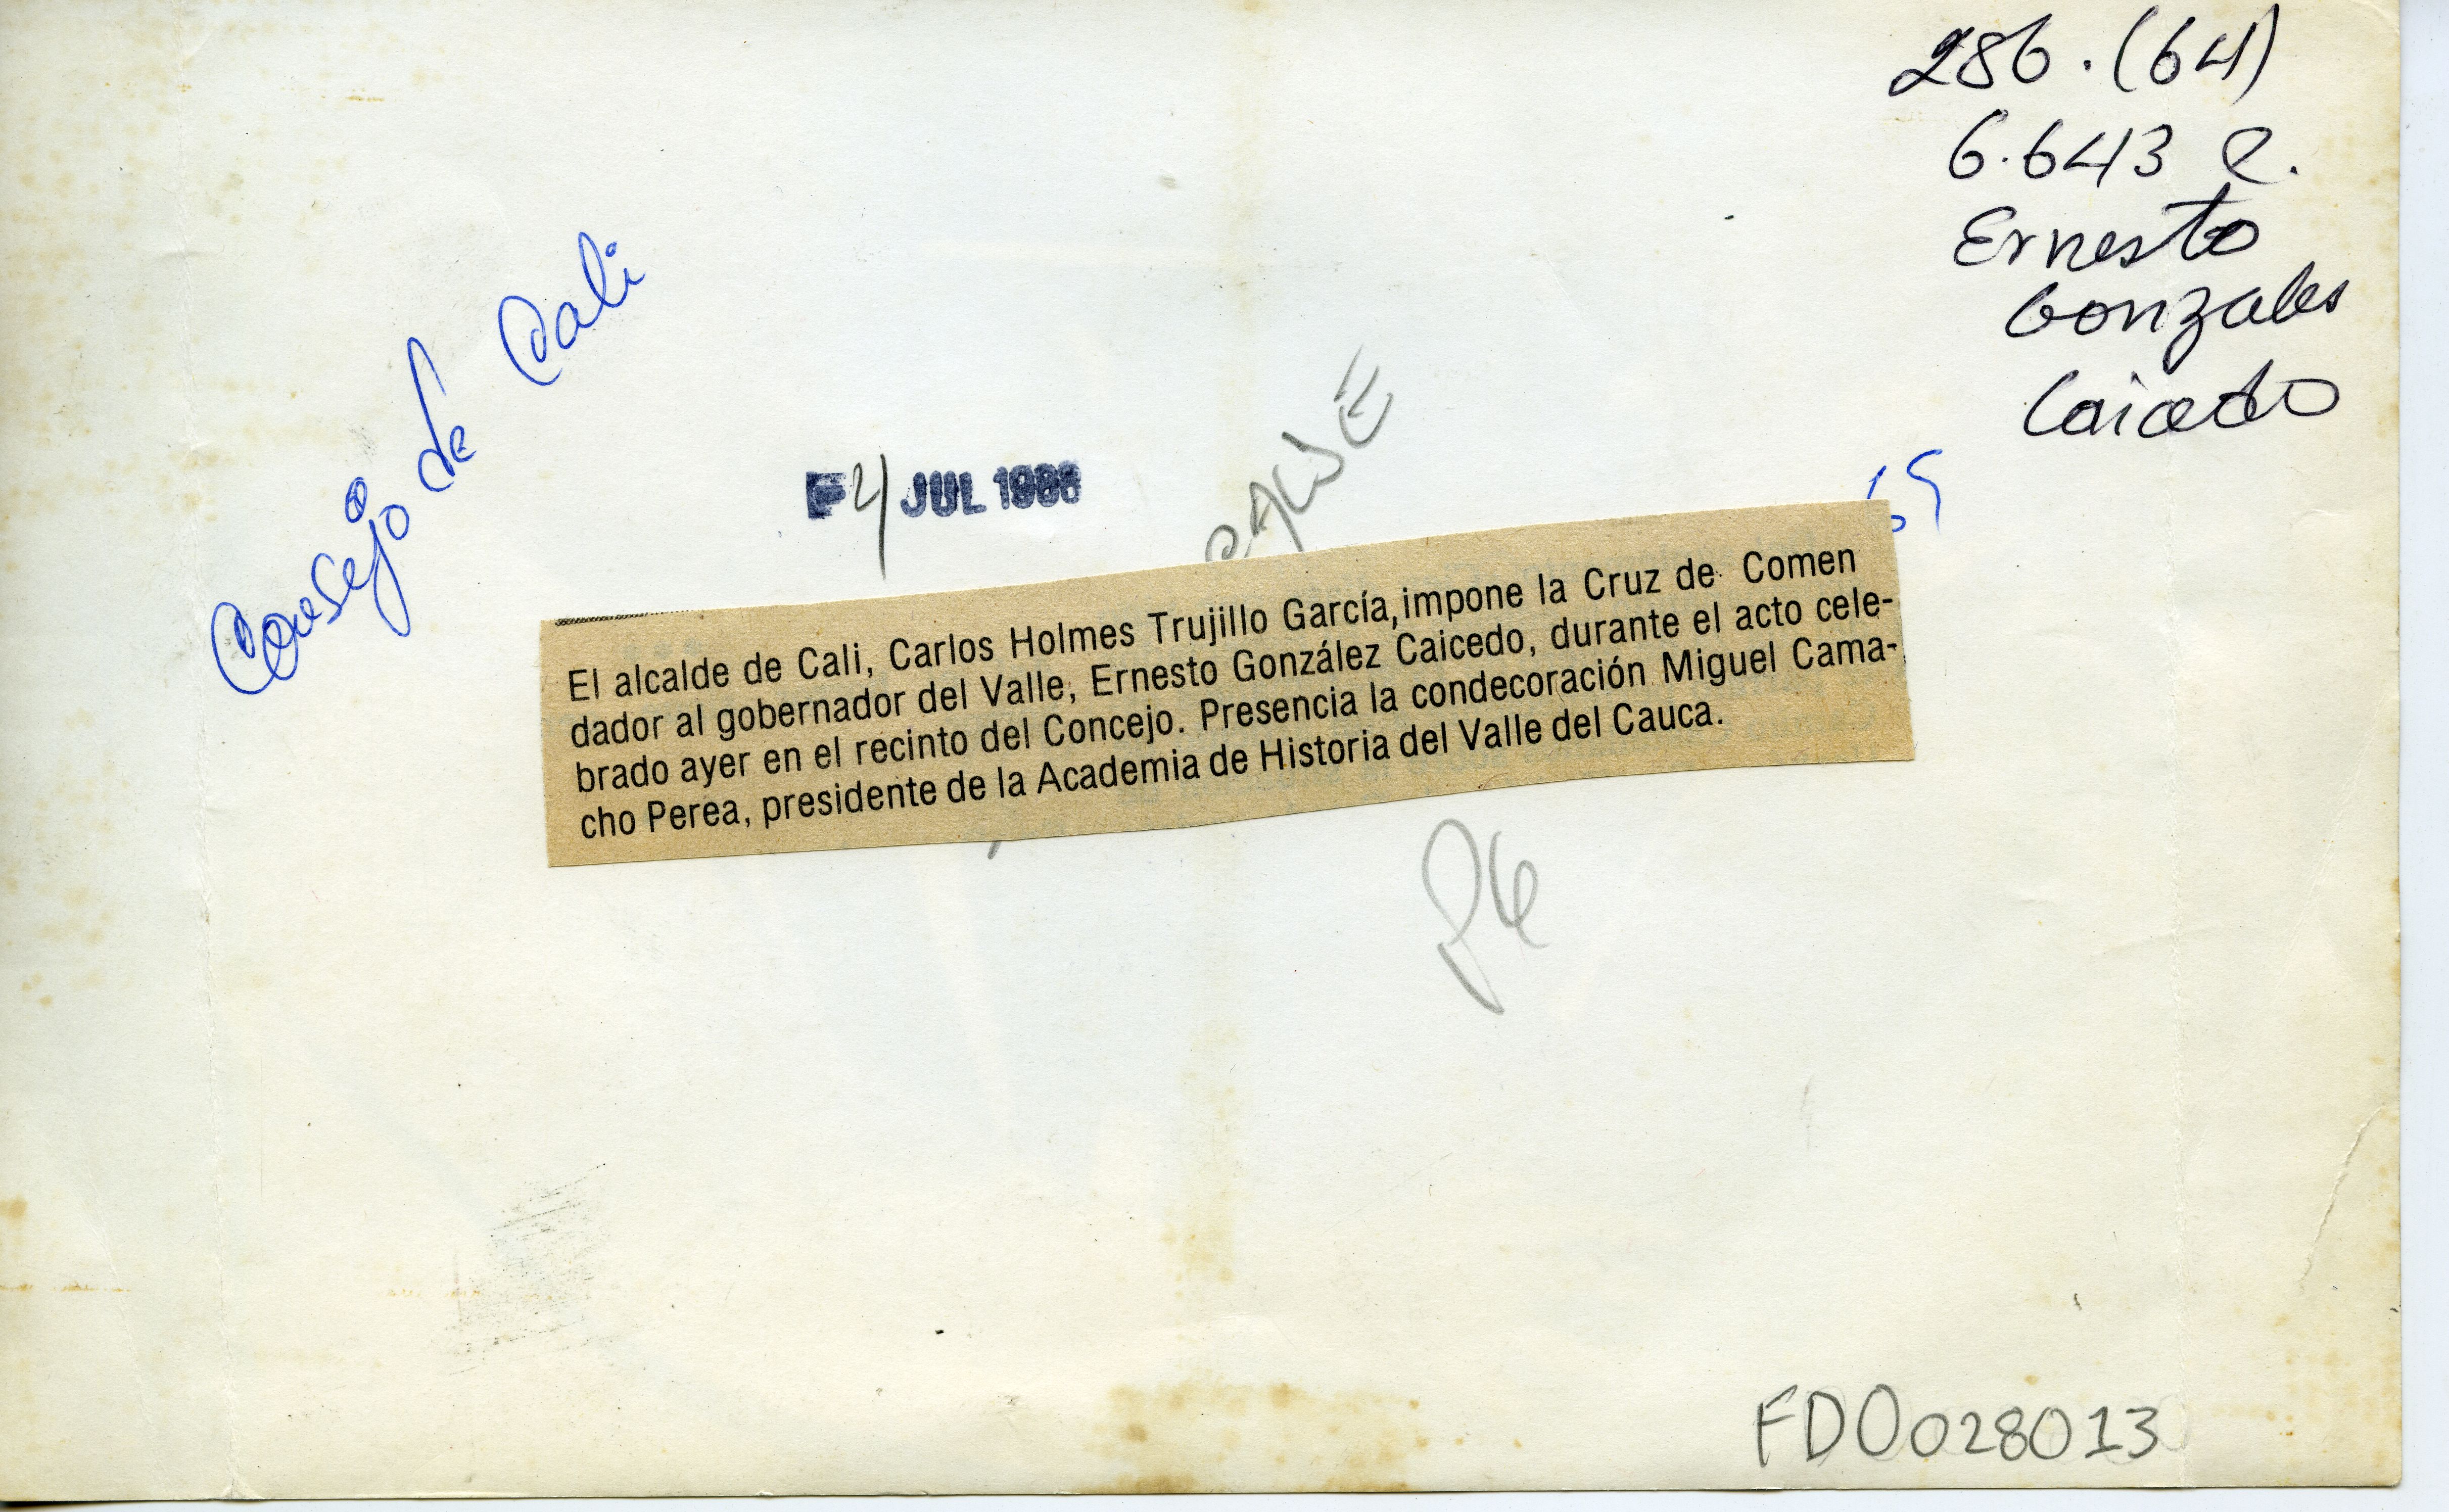 286.(64)
6.643 C.
Ernesto
Gonzales
Caicedo
Consejo de Cali
4 JUL 1988
El alcalde de Cali, Carlos Holmes Trujillo García, impone la Cruz de Comen
dador al gobernador del Valle, Ernesto González Caicedo, durante el acto cele-
brado ayer en el recinto del Concejo. Presencia la condecoración Miguel Cama-
cho Perea, presidente de la Academia de Historia del Valle del Cauca.
FDO028013